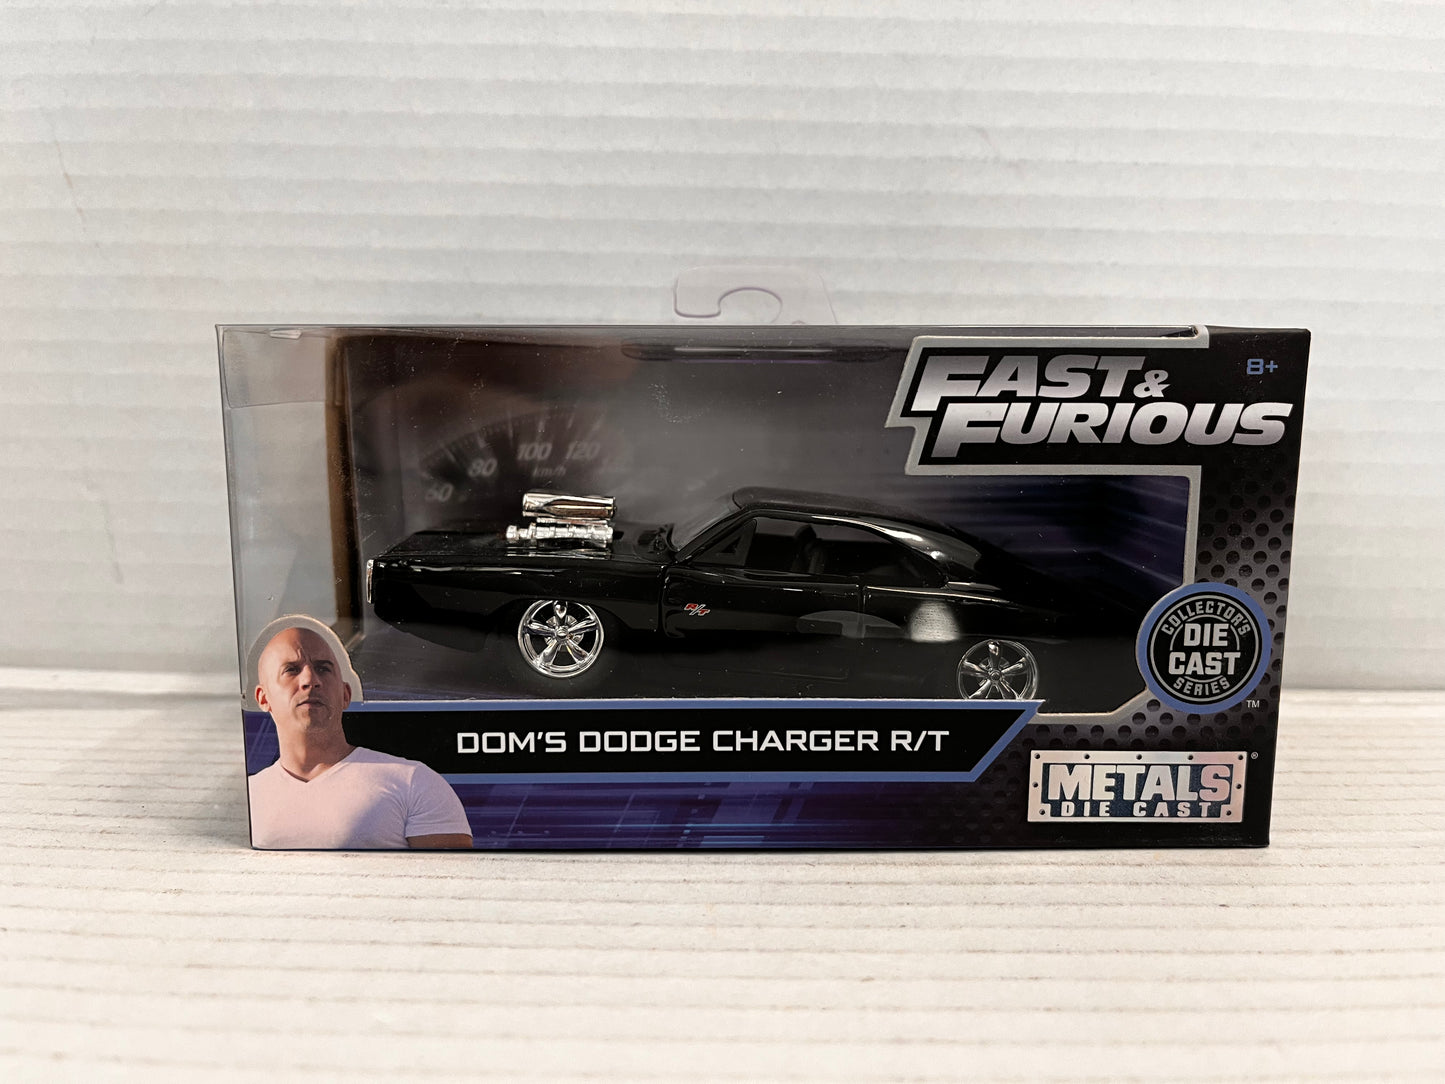 FAST &
FURIOUS
8+
60 80 100 120
km/h
R/T
COLLECTOR'S
DIE
CAST
SERIES
TM
DOM'S DODGE CHARGER R/T
METALS®
DIE CAST